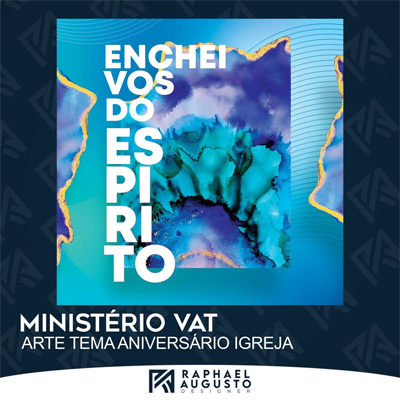 ENCHEI
VOS
DO
ES
PI
RI
TO
MINISTÉRIO VAT
ARTE TEMA ANIVERSÁRIO IGREJA
RAPHAEL
AUGUSTO
DESIGNER